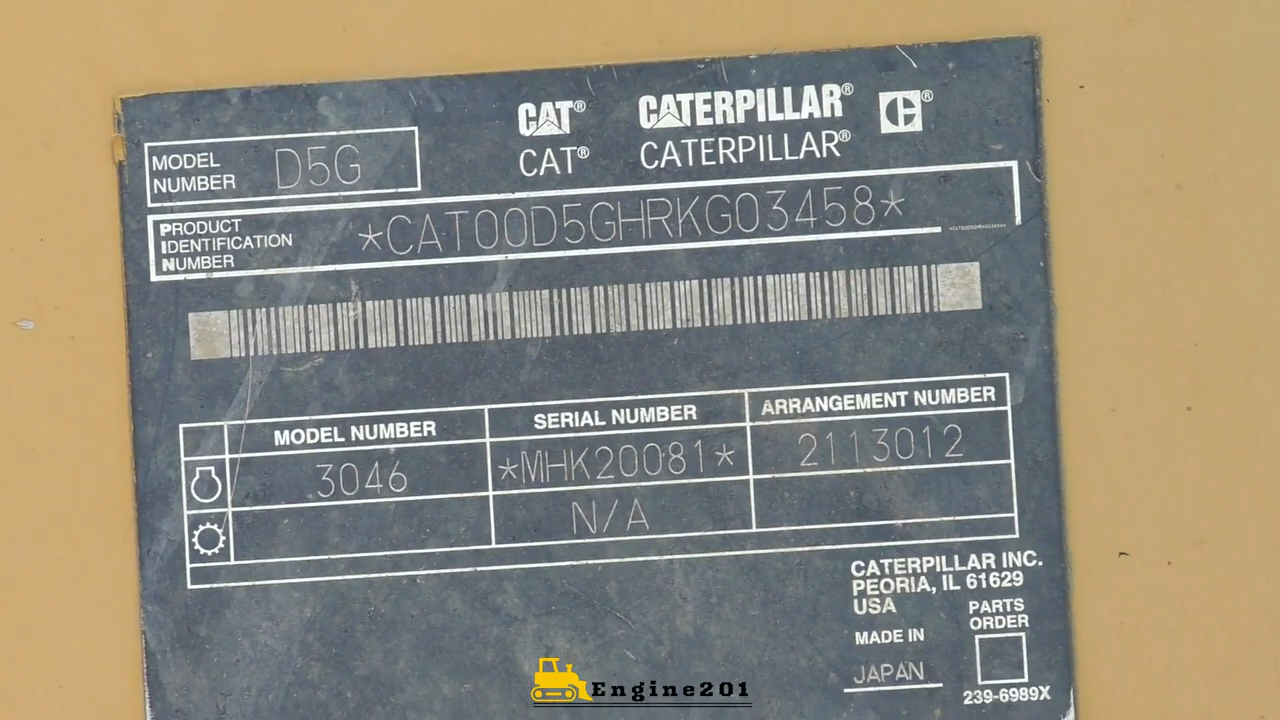 CAT® CATERPILLAR® C®
CAT® CATERPILLAR®
MODEL NUMBER D5G
PRODUCT IDENTIFICATION NUMBER *CAT00D5GHRKG03458*
MODEL NUMBER SERIAL NUMBER ARRANGEMENT NUMBER
3046 *MHK20081* 2113012
N/A
CATERPILLAR INC.
PEORIA, IL 61629
USA
PARTS ORDER
MADE IN
JAPAN
239-6989X
Engine201